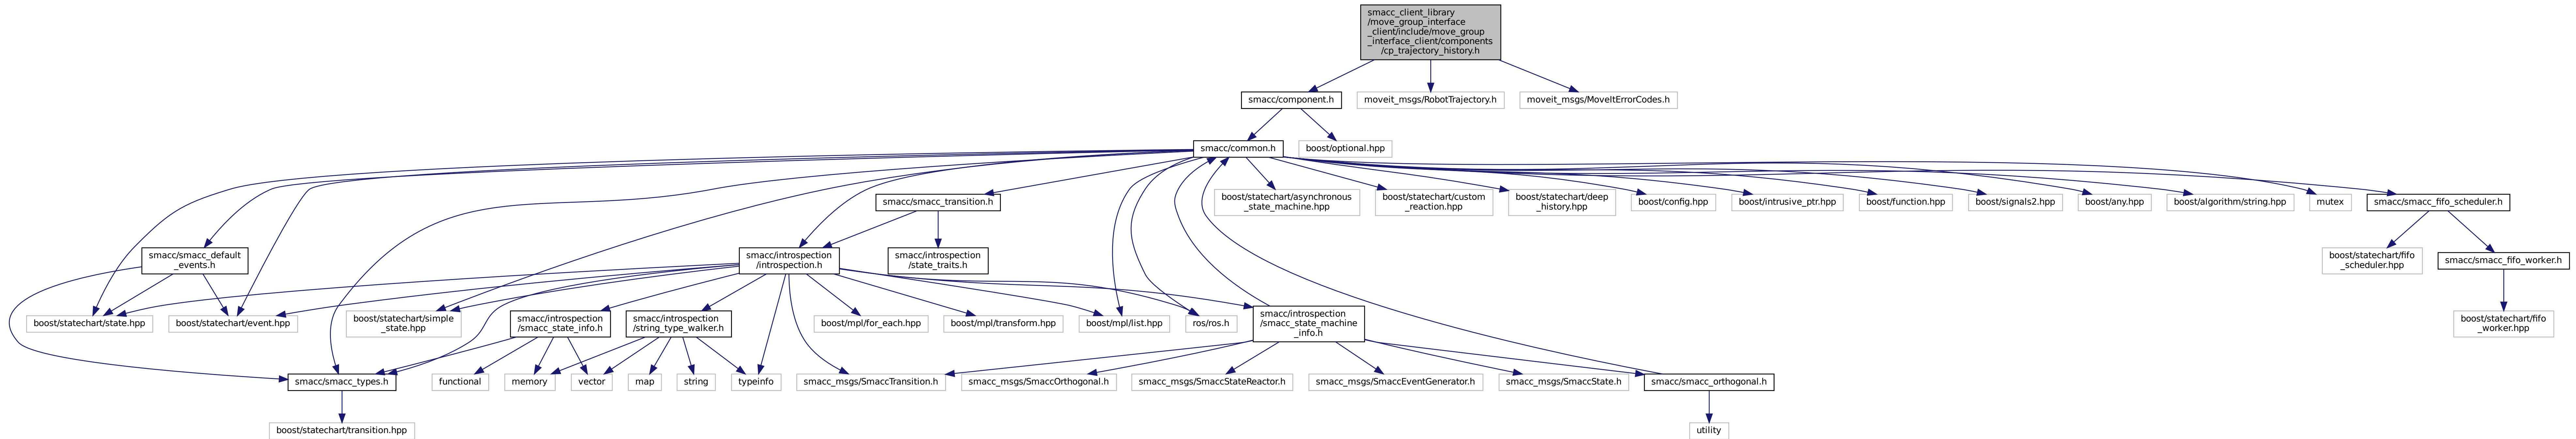 smacc_client_library
/move_group_interface
_client/include/move_group
_interface_client/components
/cp_trajectory_history.h
smacc/component.h
moveit_msgs/RobotTrajectory.h
moveit_msgs/MoveItErrorCodes.h
smacc/common.h
boost/optional.hpp
smacc/smacc_transition.h
boost/statechart/asynchronous
_state_machine.hpp
boost/statechart/custom
_reaction.hpp
boost/statechart/deep
_history.hpp
boost/config.hpp
boost/intrusive_ptr.hpp
boost/function.hpp
boost/signals2.hpp
boost/any.hpp
boost/algorithm/string.hpp
mutex
smacc/smacc_fifo_scheduler.h
smacc/smacc_default
_events.h
smacc/introspection
/introspection.h
smacc/introspection
/state_traits.h
boost/statechart/fifo
_scheduler.hpp
smacc/smacc_fifo_worker.h
boost/statechart/state.hpp
boost/statechart/event.hpp
boost/statechart/simple
_state.hpp
smacc/introspection
/smacc_state_info.h
smacc/introspection
/string_type_walker.h
boost/mpl/for_each.hpp
boost/mpl/transform.hpp
boost/mpl/list.hpp
ros/ros.h
smacc/introspection
/smacc_state_machine
_info.h
boost/statechart/fifo
_worker.hpp
smacc/smacc_types.h
functional
memory
vector
map
string
typeinfo
smacc_msgs/SmaccTransition.h
smacc_msgs/SmaccOrthogonal.h
smacc_msgs/SmaccStateReactor.h
smacc_msgs/SmaccEventGenerator.h
smacc_msgs/SmaccState.h
smacc/smacc_orthogonal.h
boost/statechart/transition.hpp
utility